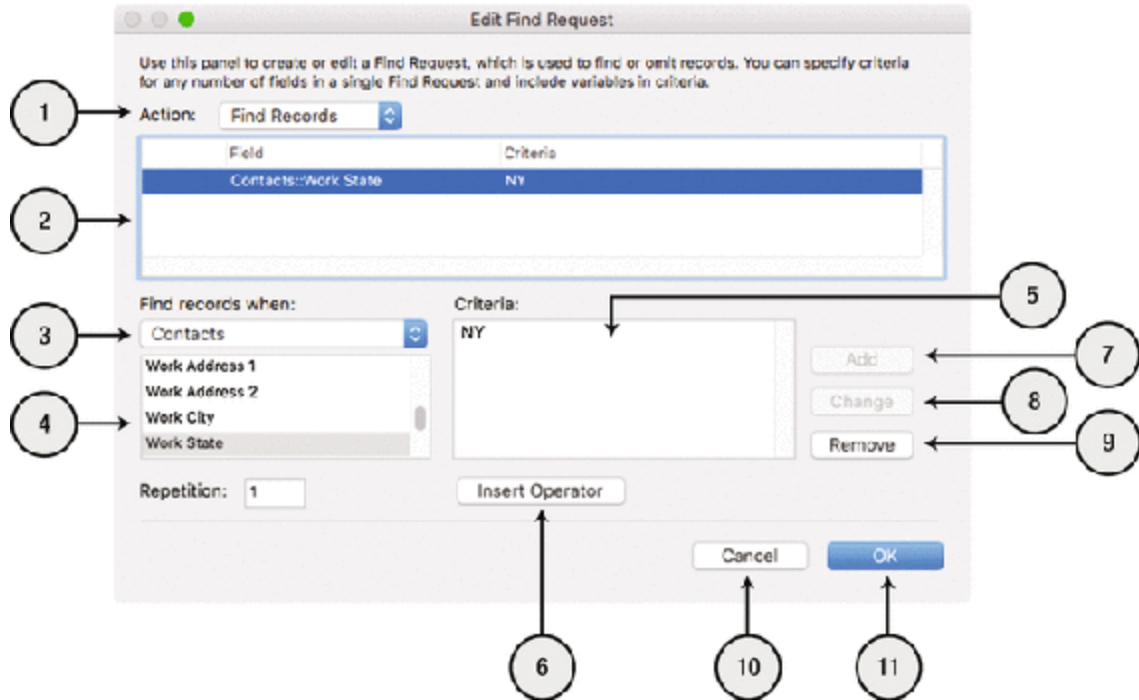 Edit Find Request
Use this panel to create or edit a Find Request, which is used to find or omit records. You can specify criteria
for any number of fields in a single Find Request and include variables in criteria.
1
Action: Find Records
Field Criteria
Contacts::Work State NY
2
Find records when: Criteria:
5
3
Contacts NY
7
Work Address 1 Add
Work Address 2
8
Change
4
Work City
Work State Remove
9
Repetition: 1 Insert Operator
Cancel OK
6 10 11